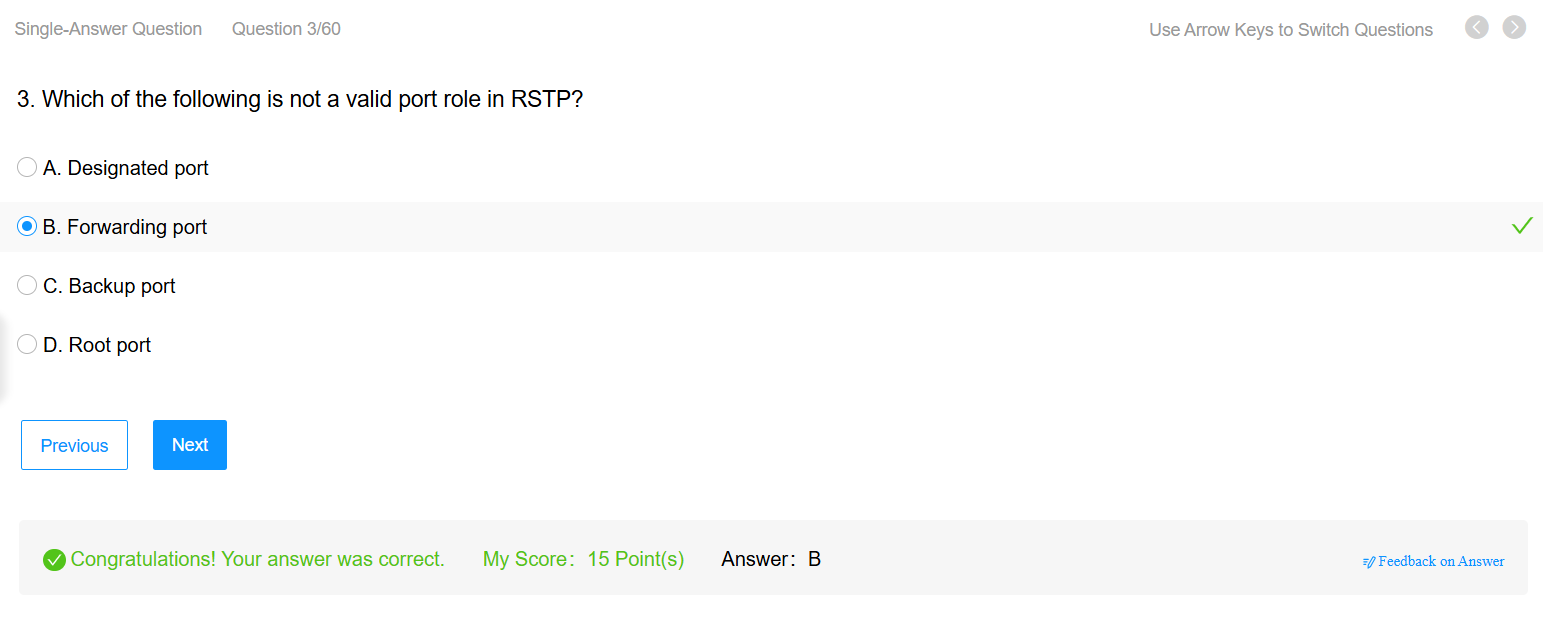 Single-Answer Question Question 3/60 Use Arrow Keys to Switch Questions
3. Which of the following is not a valid port role in RSTP?
A. Designated port
B. Forwarding port
C. Backup port
D. Root port
Previous Next
Congratulations! Your answer was correct. My Score: 15 Point(s) Answer: B Feedback on Answer